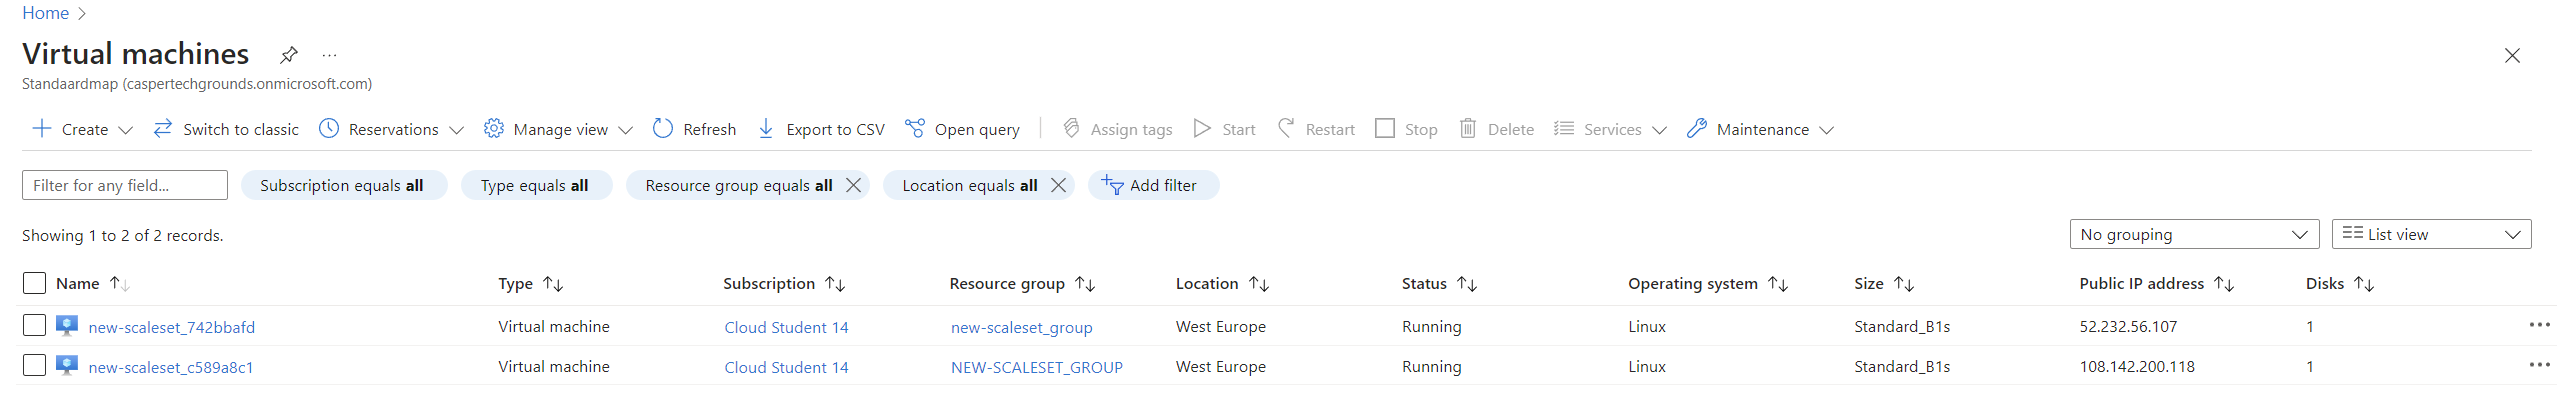 Home
Virtual machines
Standaardmap (caspertechgrounds.onmicrosoft.com)
Create Switch to classic Reservations Manage view Refresh Export to CSV Open query Assign tags Start Restart Stop Delete Services Maintenance
Filter for any field... Subscription equals all Type equals all Resource group equals all Location equals all Add filter
Showing 1 to 2 of 2 records. No grouping List view
Name Type Subscription Resource group Location Status Operating system Size Public IP address Disks
new-scaleset_742bbafd Virtual machine Cloud Student 14 new-scaleset_group West Europe Running Linux Standard_B1s 52.232.56.107 1
new-scaleset_c589a8c1 Virtual machine Cloud Student 14 NEW-SCALESET_GROUP West Europe Running Linux Standard_B1s 108.142.200.118 1